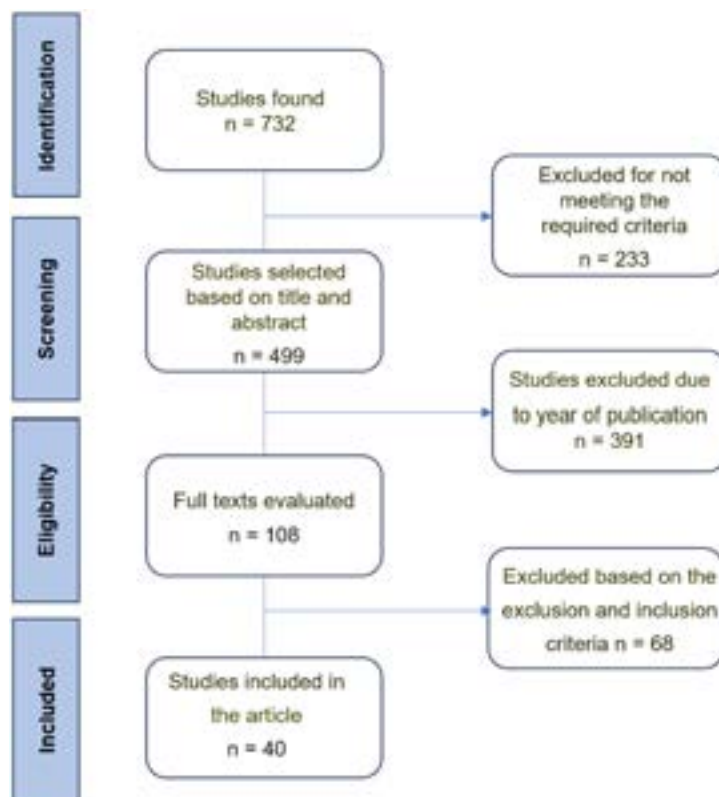 Identification
Studies found
n = 732
Excluded for not
meeting the
required criteria
n = 233
Screening
Studies selected
based on title and
abstract
n = 499
Studies excluded due
to year of publication
n = 391
Eligibility
Full texts evaluated
n = 108
Excluded based on the
exclusion and inclusion
criteria n = 68
Included
Studies included in
the article
n = 40